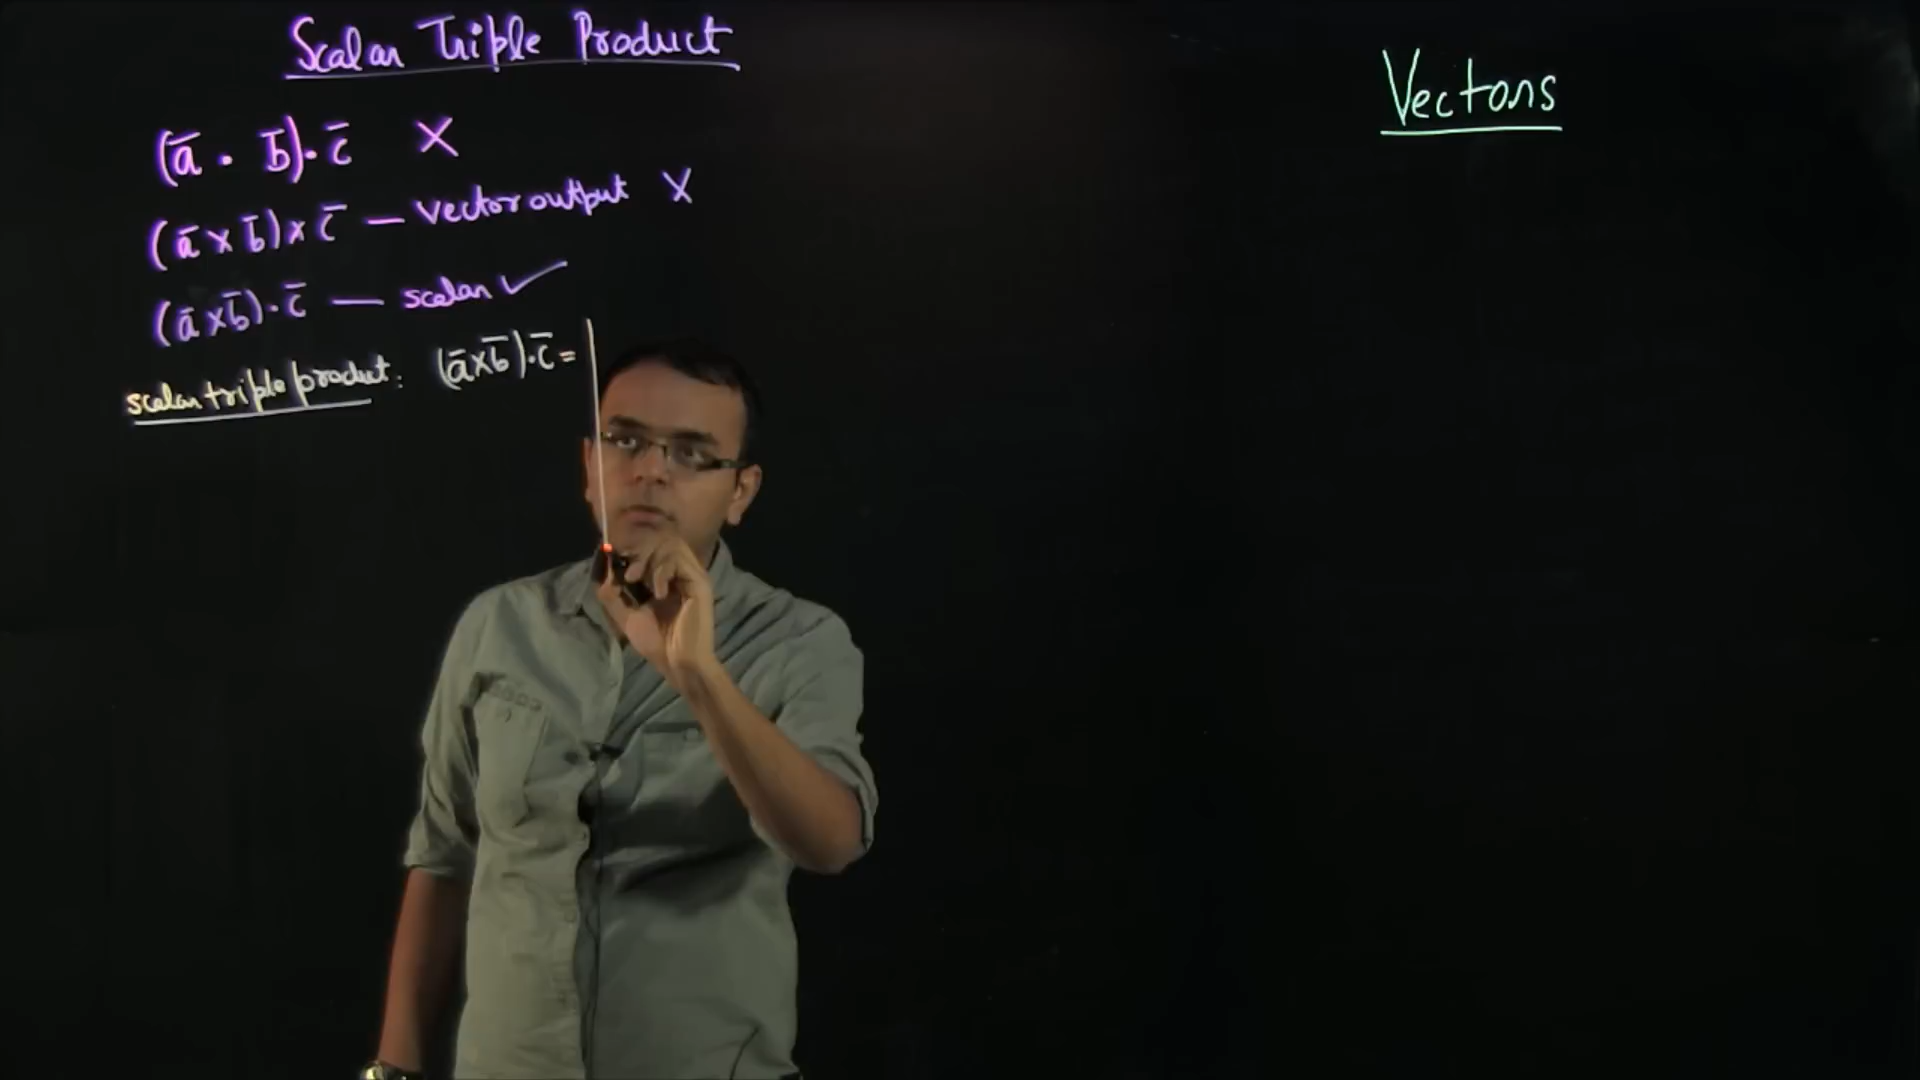 Scalar Triple Product
(a̅ . b̅).c̅ X
(a̅ x b̅) x c̅ — Vector output X
(a̅ x b̅).c̅ — scalar ✓
scalar triple product: (a̅ x b̅).c̅ = |
Vectors